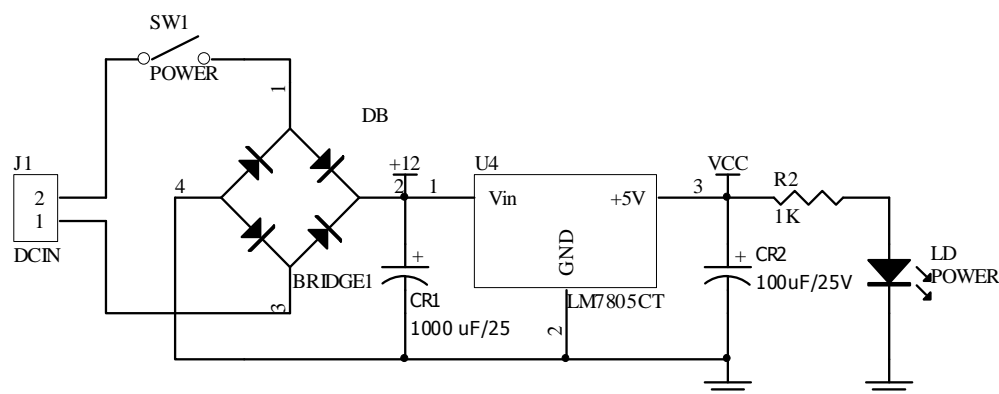 SW1
POWER
1
DB
J1
2
1
DCIN
4
BRIDGE1
3
+12
2
1
+
CR1
1000 uF/25
U4
Vin
+5V
GND
LM7805CT
2
3
VCC
+
CR2
100uF/25V
R2
1K
LD
POWER